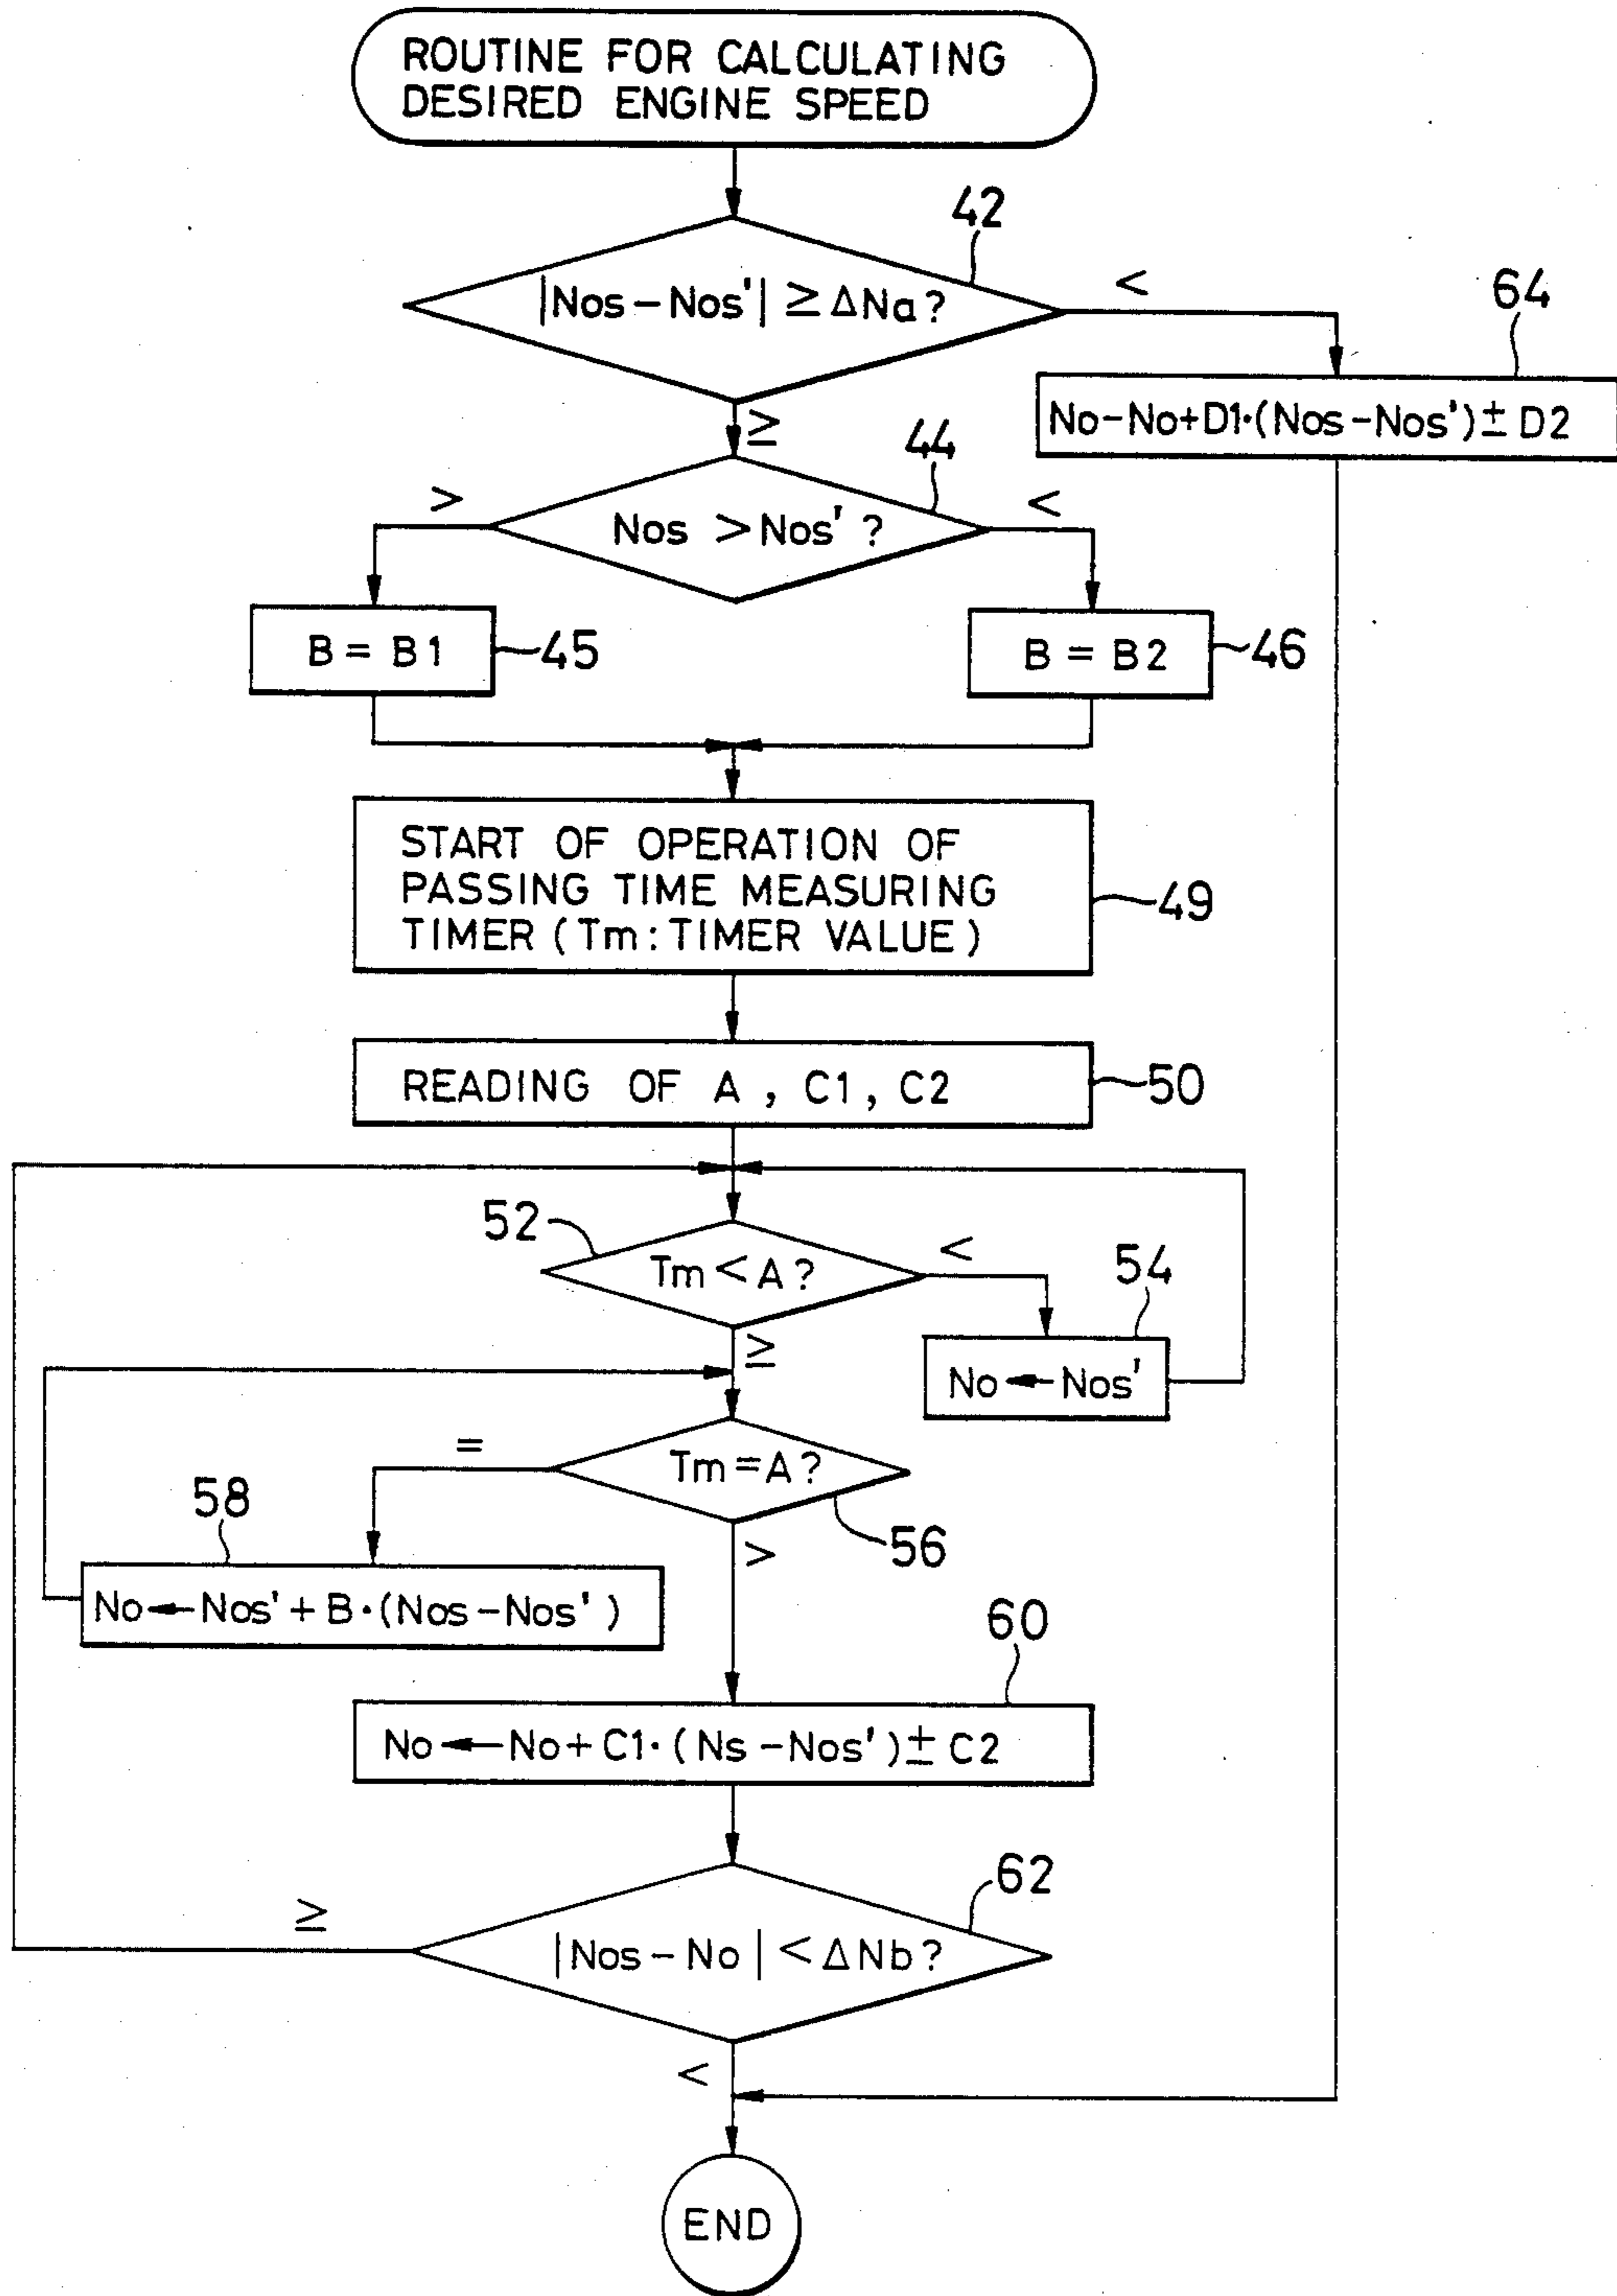 ROUTINE FOR CALCULATING
DESIRED ENGINE SPEED
42
|Nos-Nos'| ≥ ΔNa?
<
64
≥
No-No+D1·(Nos-Nos')±D2
44
>
Nos >Nos' ?
<
B = B1
45
B = B2
46
START OF OPERATION OF
PASSING TIME MEASURING
TIMER (Tm:TIMER VALUE)
49
READING OF A , C1, C2
50
52
Tm < A?
<
54
≥
No←Nos'
=
Tm=A?
58
56
>
No←Nos'+B·(Nos-Nos')
60
No←No+C1·(Ns-Nos')±C2
62
≥
|Nos-No|<ΔNb?
<
END